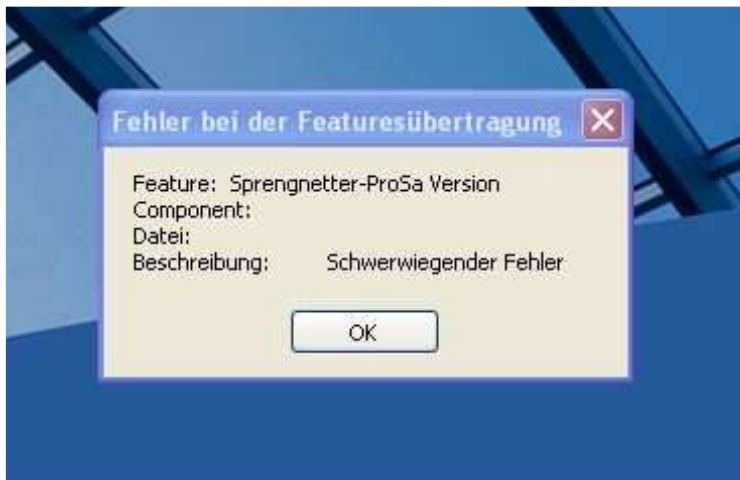 Fehler bei der Featuresübertragung
Feature: Sprengnetter-ProSa Version
Component:
Datei:
Beschreibung: Schwerwiegender Fehler
OK